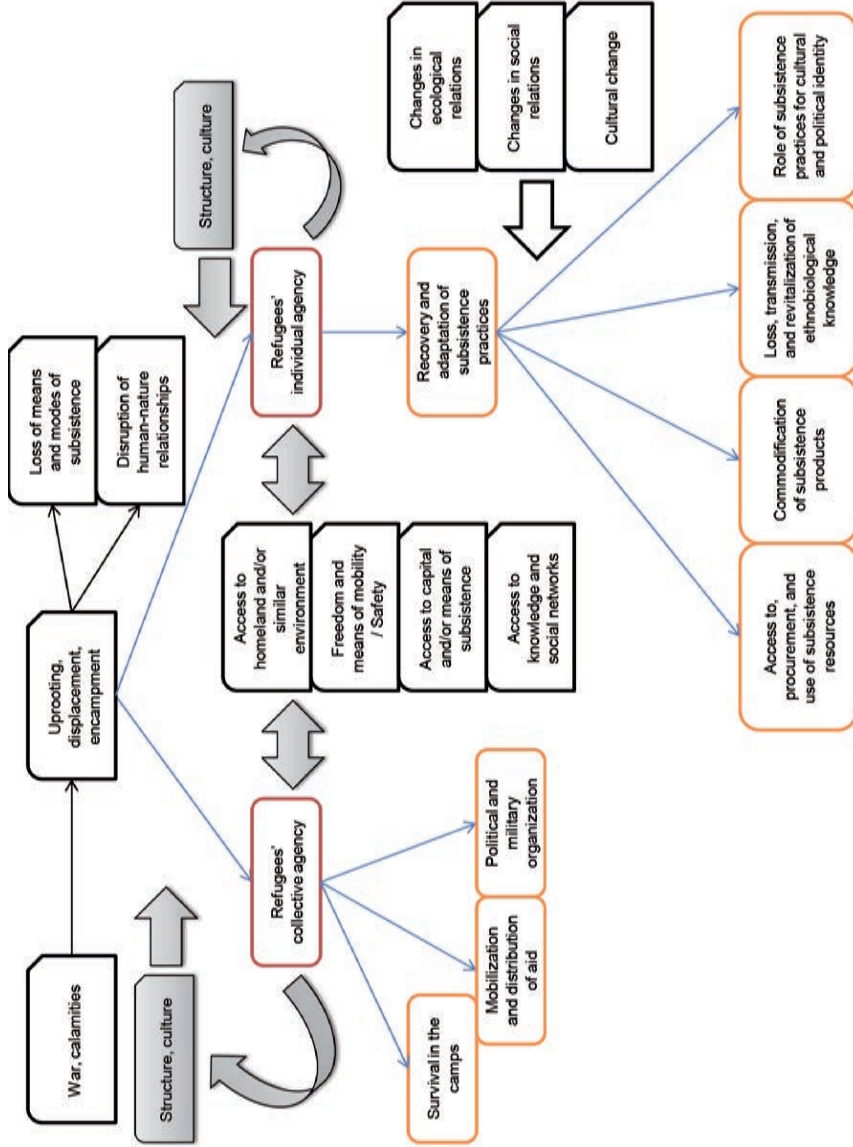 War, calamities
Uprooting,
displacement,
encampment
Loss of means
and modes of
subsistence
Disruption of
human-nature
relationships
Structure, culture
Structure, culture
Refugees'
collective agency
Access to
homeland and/or
similar
environment
Freedom and
means of mobility
/ Safety
Access to capital
and/or means of
subsistence
Access to
knowledge and
social networks
Refugees'
individual agency
Survival in the
camps
Mobilization
and distribution
of aid
Political and
military
organization
Recovery and
adaptation of
subsistence
practices
Changes in
ecological
relations
Changes in social
relations
Cultural change
Access to,
procurement, and
use of subsistence
resources
Commodification
of subsistence
products
Loss, transmission,
and revitalization of
ethnobiological
knowledge
Role of subsistence
practices for cultural
and political identity